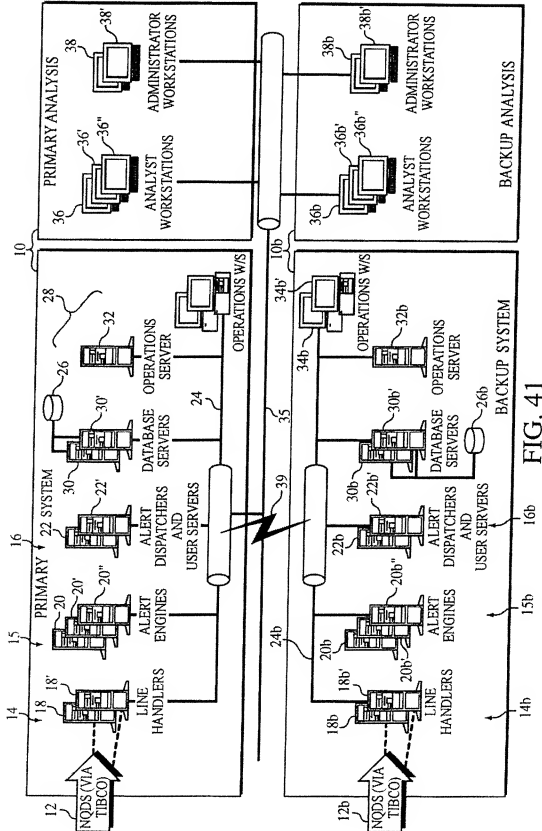 10
PRIMARY SYSTEM
28
16
15
14
12
NQDS (VIA
TIBCO)
18
18'
LINE
HANDLERS
20
20'
20"
ALERT
ENGINES
22
22'
ALERT
DISPATCHERS
AND
USER SERVERS
26
30
30'
DATABASE
SERVERS
32
OPERATIONS
SERVER
24
OPERATIONS W/S
PRIMARY ANALYSIS
36
36'
36"
ANALYST
WORKSTATIONS
38
38'
ADMINISTRATOR
WORKSTATIONS
35
39
10b
12b
NQDS (VIA
TIBCO)
24b
18b
18b'
LINE
HANDLERS
14b
20b
20b'
20b"
ALERT
ENGINES
15b
22b
22b'
ALERT
DISPATCHERS
AND
USER SERVERS
16b
30b
30b'
DATABASE
SERVERS
26b
32b
OPERATIONS
SERVER
34b
34b'
OPERATIONS W/S
BACKUP SYSTEM
36b
36b'
36b"
ANALYST
WORKSTATIONS
38b
38b'
ADMINISTRATOR
WORKSTATIONS
BACKUP ANALYSIS
FIG. 41